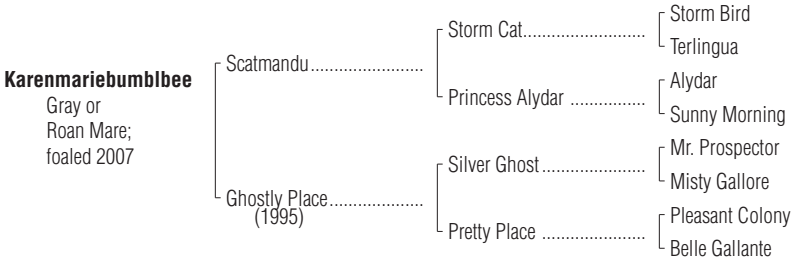 Karenmariebumblbee
Gray or
Roan Mare;
foaled 2007
Scatmandu.......................
Ghostly Place...................
(1995)
Storm Cat.........................
Princess Alydar ...............
Silver Ghost.....................
Pretty Place .....................
Storm Bird
Terlingua
Alydar
Sunny Morning
Mr. Prospector
Misty Gallore
Pleasant Colony
Belle Gallante